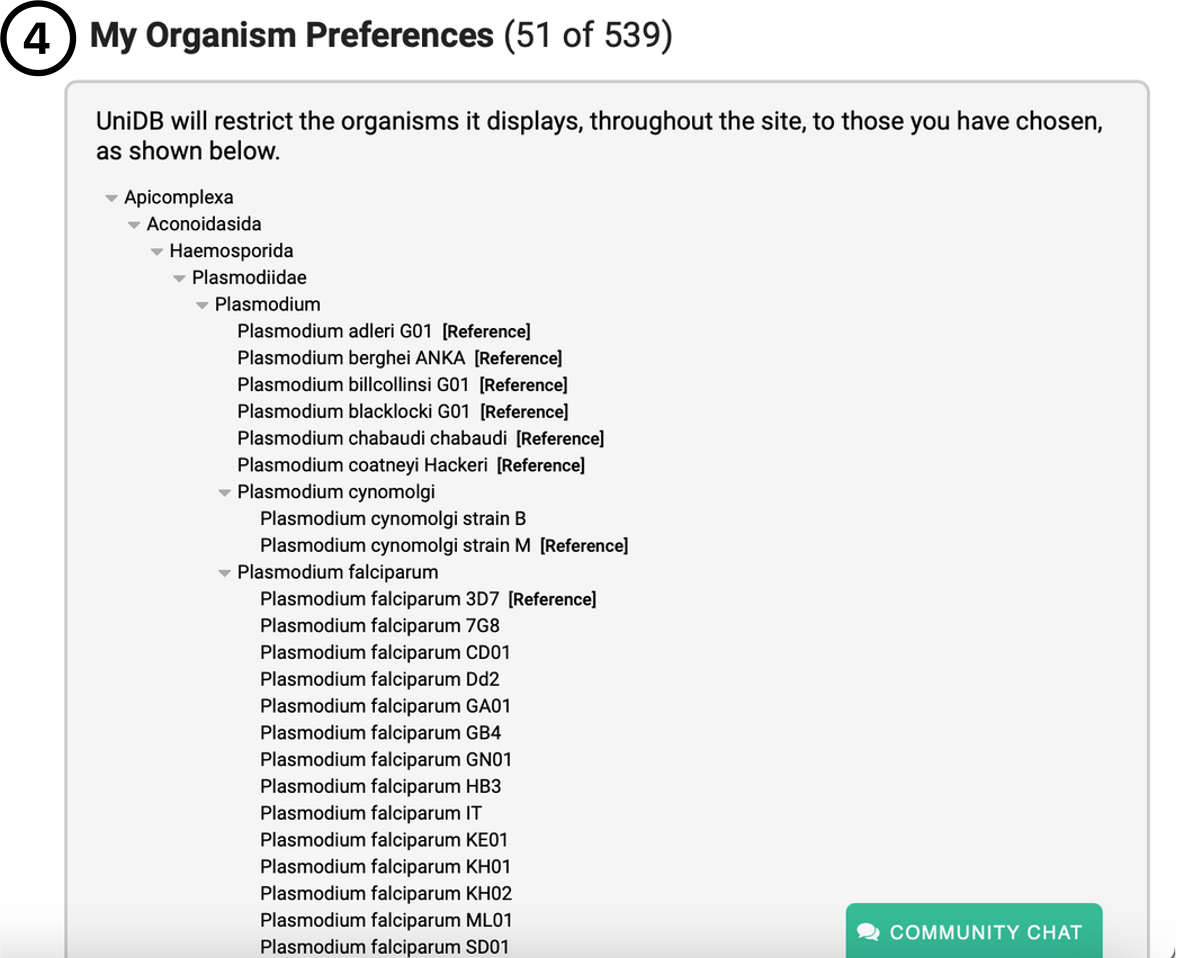 4
My Organism Preferences (51 of 539)
UniDB will restrict the organisms it displays, throughout the site, to those you have chosen,
as shown below.
Apicomplexa
Aconoidasida
Haemosporida
Plasmodiidae
Plasmodium
Plasmodium adleri G01 [Reference]
Plasmodium berghei ANKA [Reference]
Plasmodium billcollinsi G01 [Reference]
Plasmodium blacklocki G01 [Reference]
Plasmodium chabaudi chabaudi [Reference]
Plasmodium coatneyi Hackeri [Reference]
Plasmodium cynomolgi
Plasmodium cynomolgi strain B
Plasmodium cynomolgi strain M [Reference]
Plasmodium falciparum
Plasmodium falciparum 3D7 [Reference]
Plasmodium falciparum 7G8
Plasmodium falciparum CD01
Plasmodium falciparum Dd2
Plasmodium falciparum GA01
Plasmodium falciparum GB4
Plasmodium falciparum GN01
Plasmodium falciparum HB3
Plasmodium falciparum IT
Plasmodium falciparum KE01
Plasmodium falciparum KH01
Plasmodium falciparum KH02
Plasmodium falciparum ML01
Plasmodium falciparum SD01
COMMUNITY CHAT